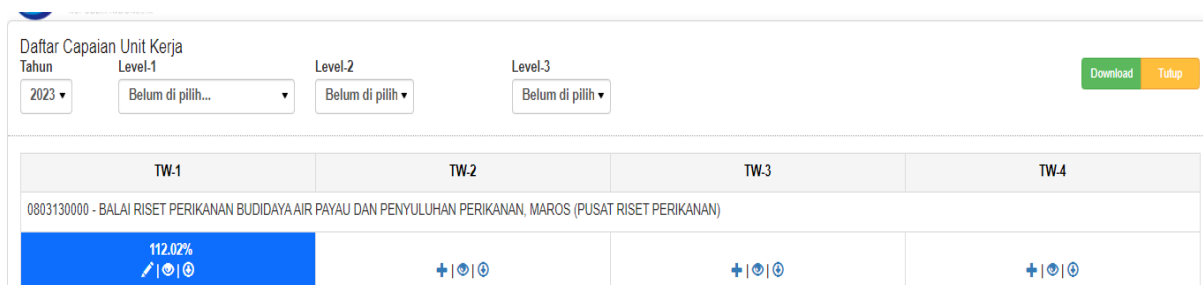 Daftar Capaian Unit Kerja
Tahun Level-1 Level-2 Level-3
2023 Belum di pilih... Belum di pilih Belum di pilih Download Tutup
TW-1 TW-2 TW-3 TW-4
0803130000 - BALAI RISET PERIKANAN BUDIDAYA AIR PAYAU DAN PENYULUHAN PERIKANAN, MAROS (PUSAT RISET PERIKANAN)
112.02%